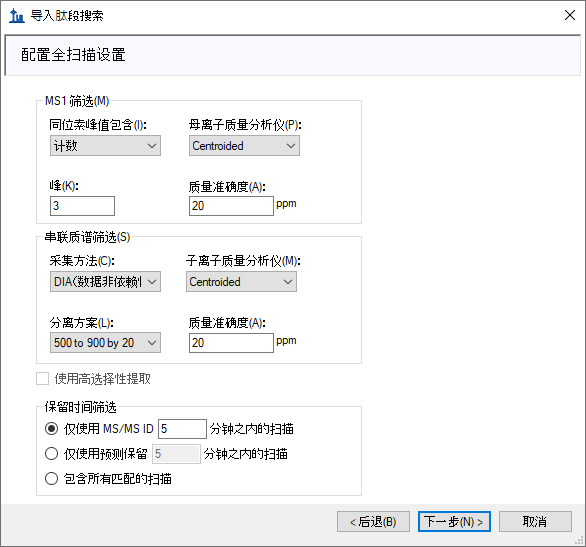 导入肽段搜索
配置全扫描设置
MS1 筛选(M)
同位素峰值包含(I): 母离子质量分析仪(P):
计数 Centroided
峰(K): 质量准确度(A):
3 20 ppm
串联质谱筛选(S)
采集方法(C): 子离子质量分析仪(M):
DIA(数据非依赖性 Centroided
分离方案(L): 质量准确度(A):
500 to 900 by 20 20 ppm
使用高选择性提取
保留时间筛选
仅使用 MS/MS ID 5 分钟之内的扫描
仅使用预测保留 5 分钟之内的扫描
包含所有匹配的扫描
< 后退(B) 下一步(N) > 取消